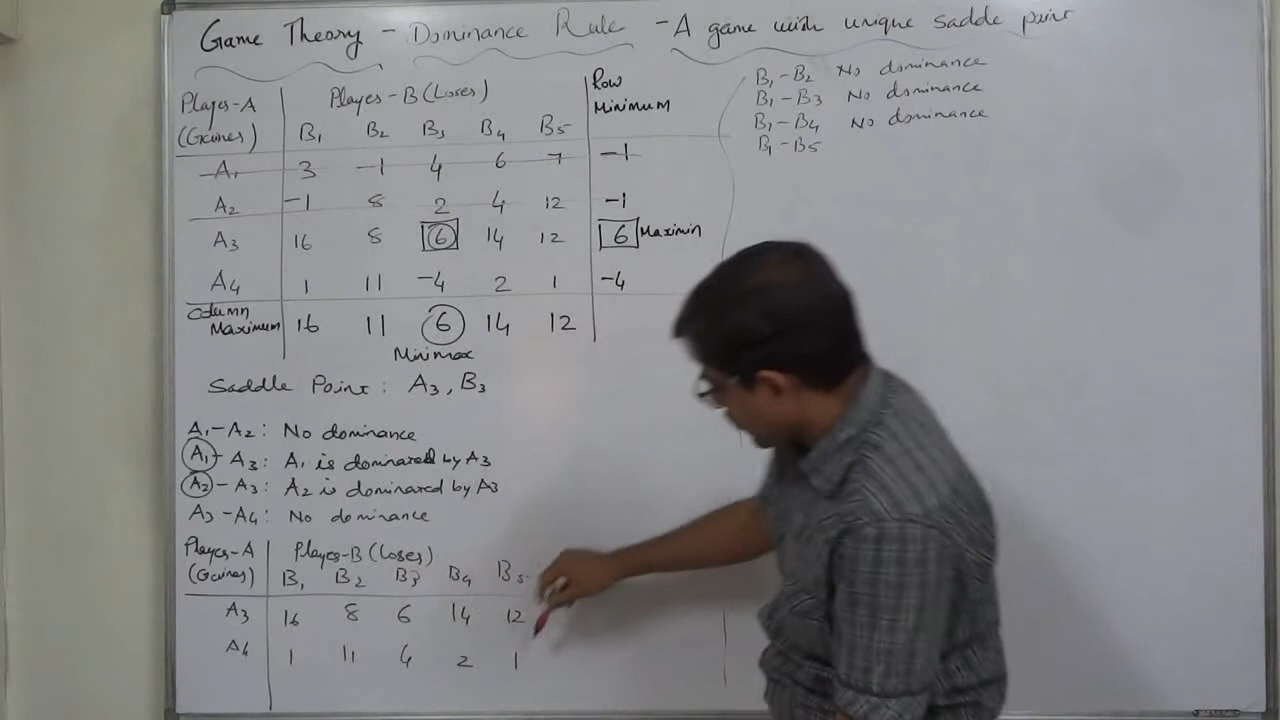 Game Theory - Dominance Rule - A game with unique Sadde point
Player-A | Player-B (Loses) | Row Minimum
(Gaines) B1 B2 B3 B4 B5
A1 3 -1 4 6 7 -1
A2 -1 8 2 4 12 -1
A3 16 8 6 14 12 6 Maximin
A4 1 11 -4 2 1 -4
Column Maximum 16 11 6 14 12
Minimax
Saddle Point: A3, B3
A1-A2: No dominance
A1-A3: A1 is dominated by A3
A2-A3: A2 is dominated by A3
A3-A4: No dominance
Player-A | Player-B (Loses)
(Gaines) B1 B2 B3 B4 B5
A3 16 8 6 14 12
A4 1 11 4 2 1
B1-B2 No dominance
B1-B3 No dominance
B1-B4 No dominance
B1-B5